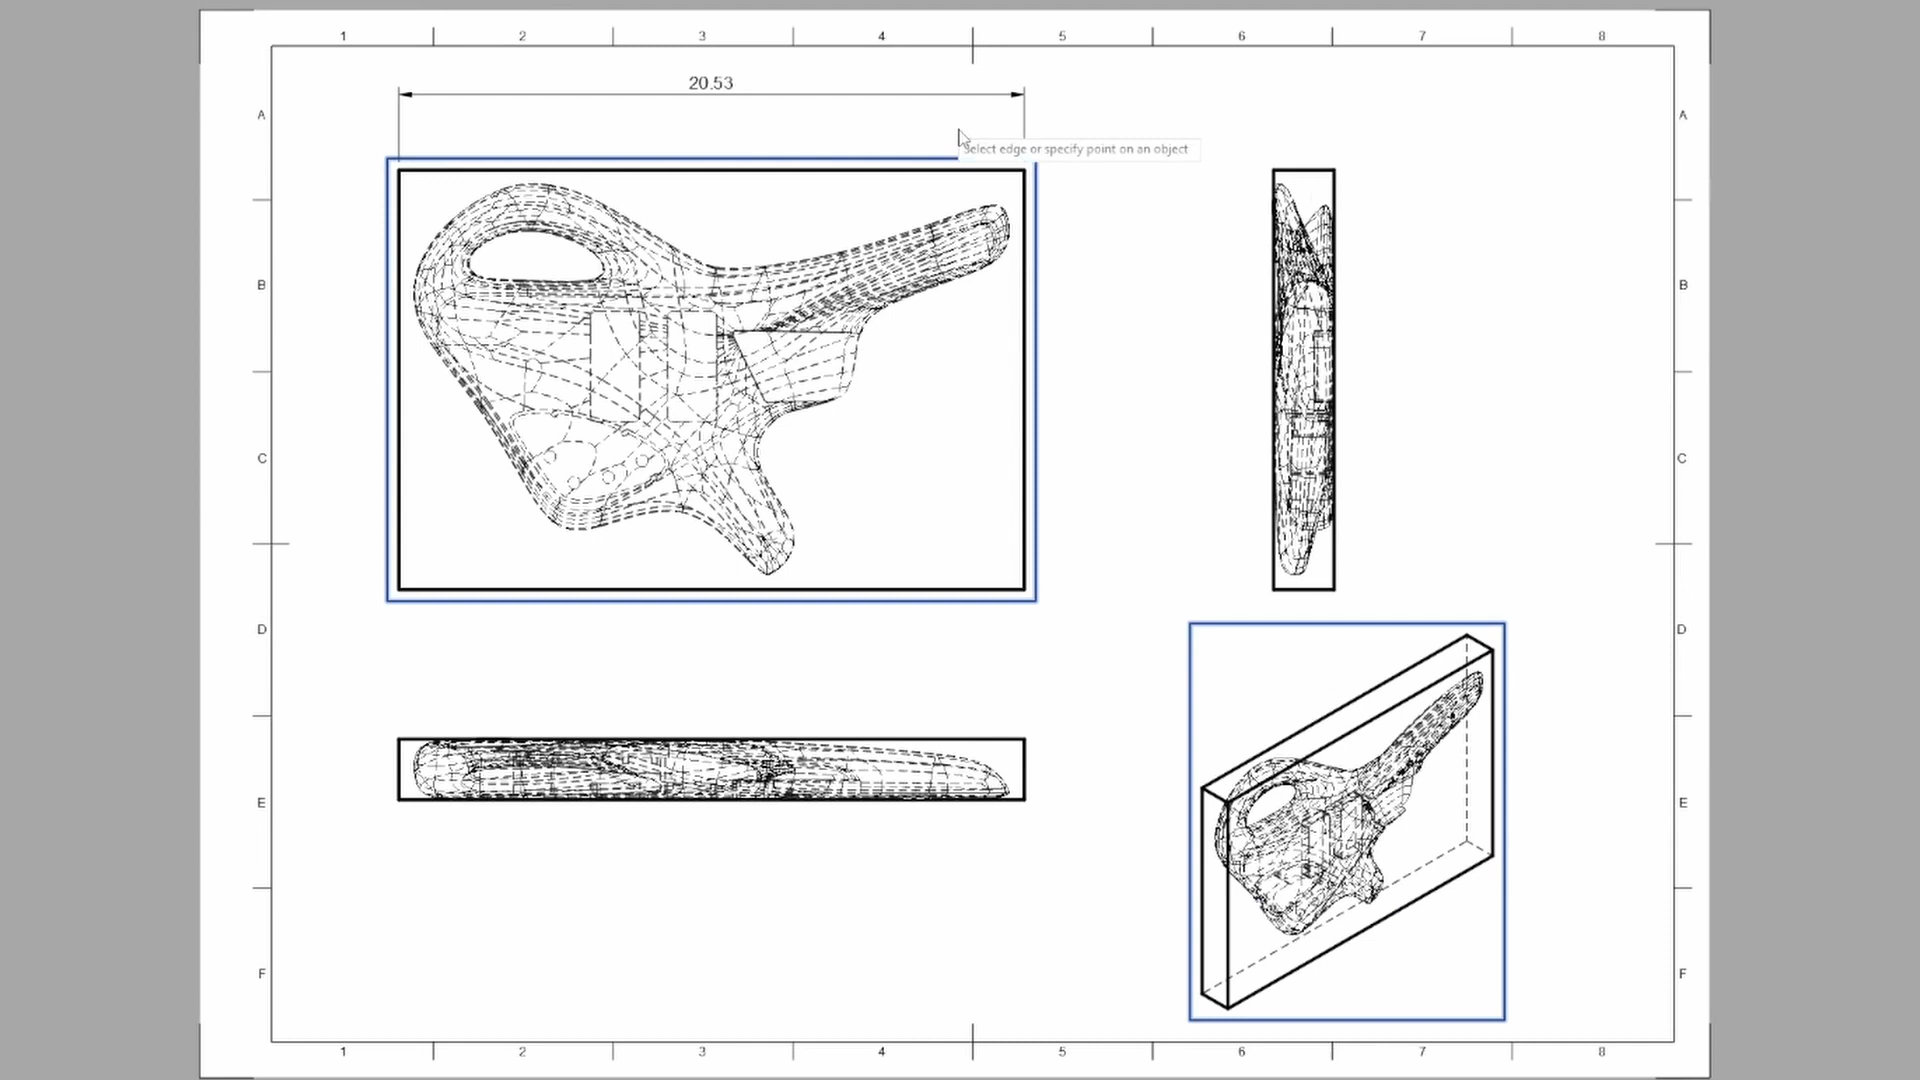 1 2 3 4 5 6 7 8
20.53
A A
Select edge or specify point on an object
B B
C C
D D
E E
F F
1 2 3 4 5 6 7 8